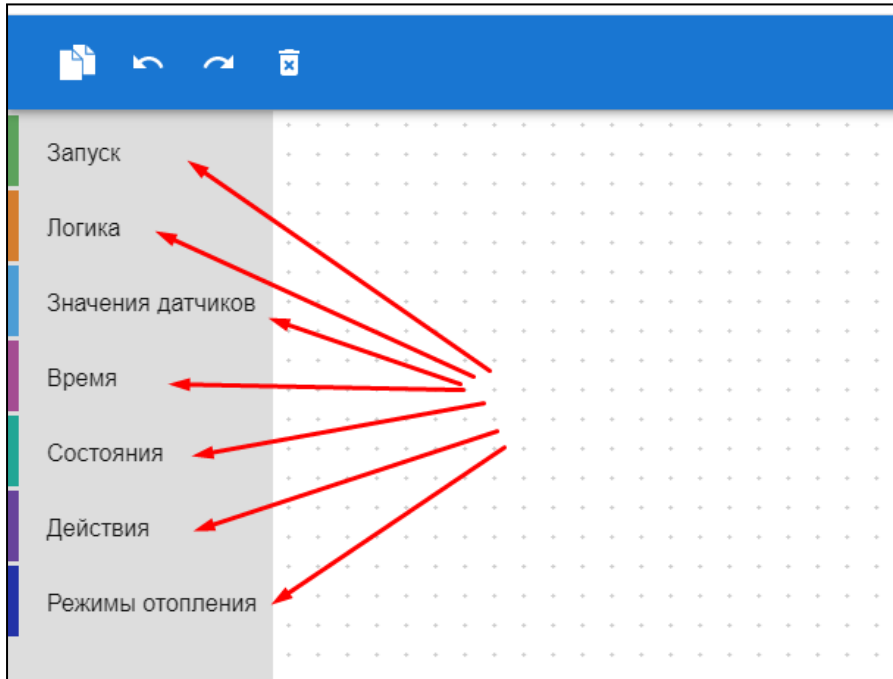 Запуск
Логика
Значения датчиков
Время
Состояния
Действия
Режимы отопления